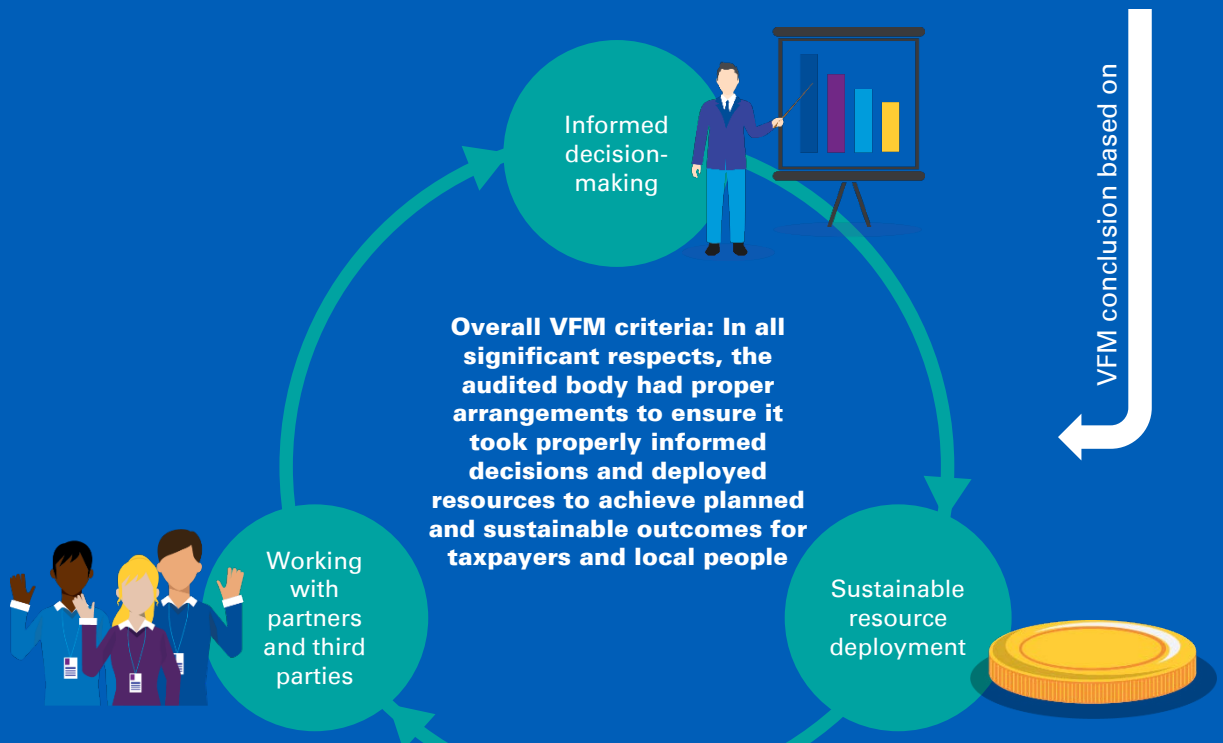 Informed
decision-
making
VFM conclusion based on
Overall VFM criteria: In all
significant respects, the
audited body had proper
arrangements to ensure it
took properly informed
decisions and deployed
resources to achieve planned
and sustainable outcomes for
taxpayers and local people
Working
with
partners
and third
parties
Sustainable
resource
deployment